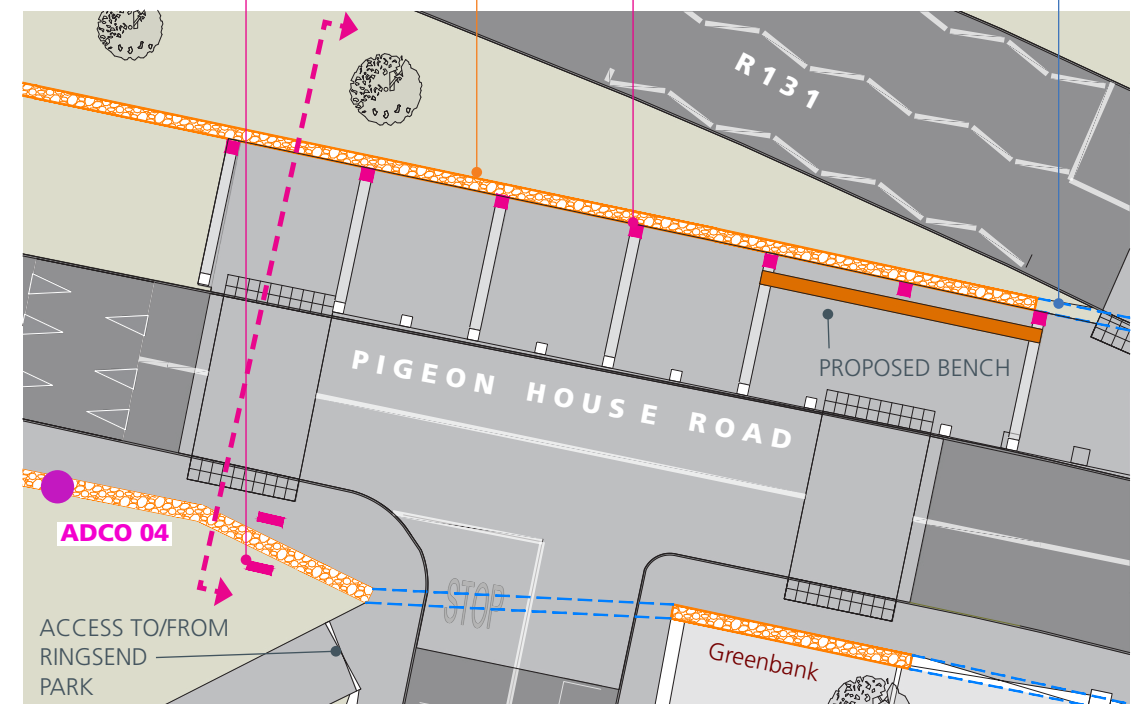 R131
PROPOSED BENCH
PIGEON HOUSE ROAD
ADCO 04
STOP
ACCESS TO/FROM
RINGSEND
PARK
Greenbank